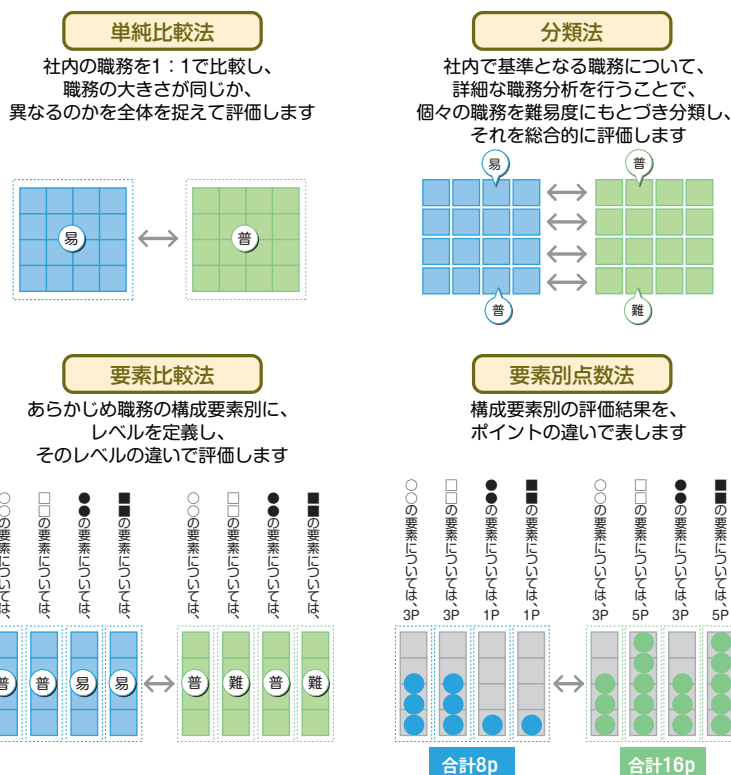 単純比較法
社内の職務を1：1で比較し、
職務の大きさが同じか、
異なるのかを全体を捉えて評価します
易
普
分類法
社内で基準となる職務について、
詳細な職務分析を行うことで、
個々の職務を難易度にもとづき分類し、
それを総合的に評価します
易
普
普
難
要素比較法
あらかじめ職務の構成要素別に、
レベルを定義し、
そのレベルの違いで評価します
○○の要素については、
□□の要素については、
●●の要素については、
■■の要素については、
○○の要素については、
□□の要素については、
●●の要素については、
■■の要素については、
普
普
易
易
普
難
普
難
要素別点数法
構成要素別の評価結果を、
ポイントの違いで表します
○○の要素については、3P
□□の要素については、3P
●●の要素については、1P
■■の要素については、1P
○○の要素については、3P
□□の要素については、5P
●●の要素については、3P
■■の要素については、5P
合計8p
合計16p